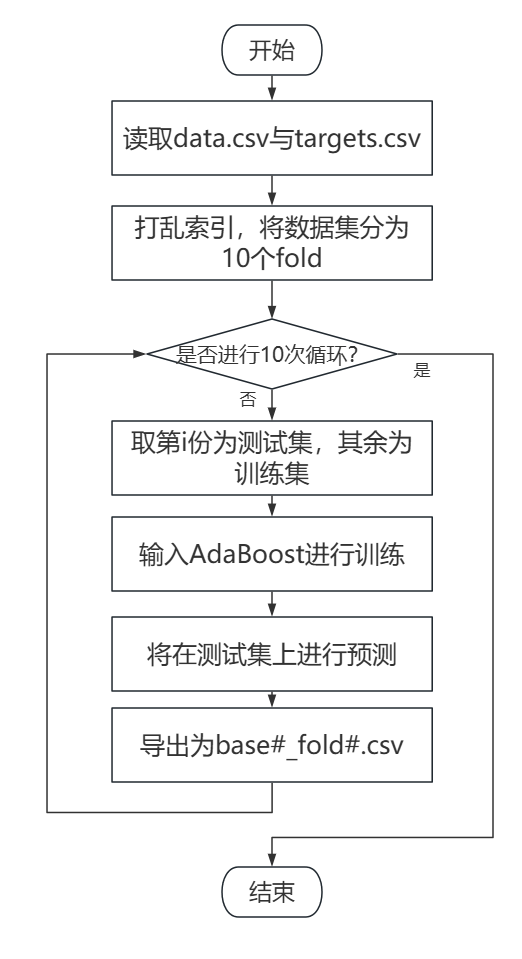 开始
读取data.csv与targets.csv
打乱索引，将数据集分为
10个fold
是否进行10次循环？
是
否
取第i份为测试集，其余为
训练集
输入AdaBoost进行训练
将在测试集上进行预测
导出为base#_fold#.csv
结束